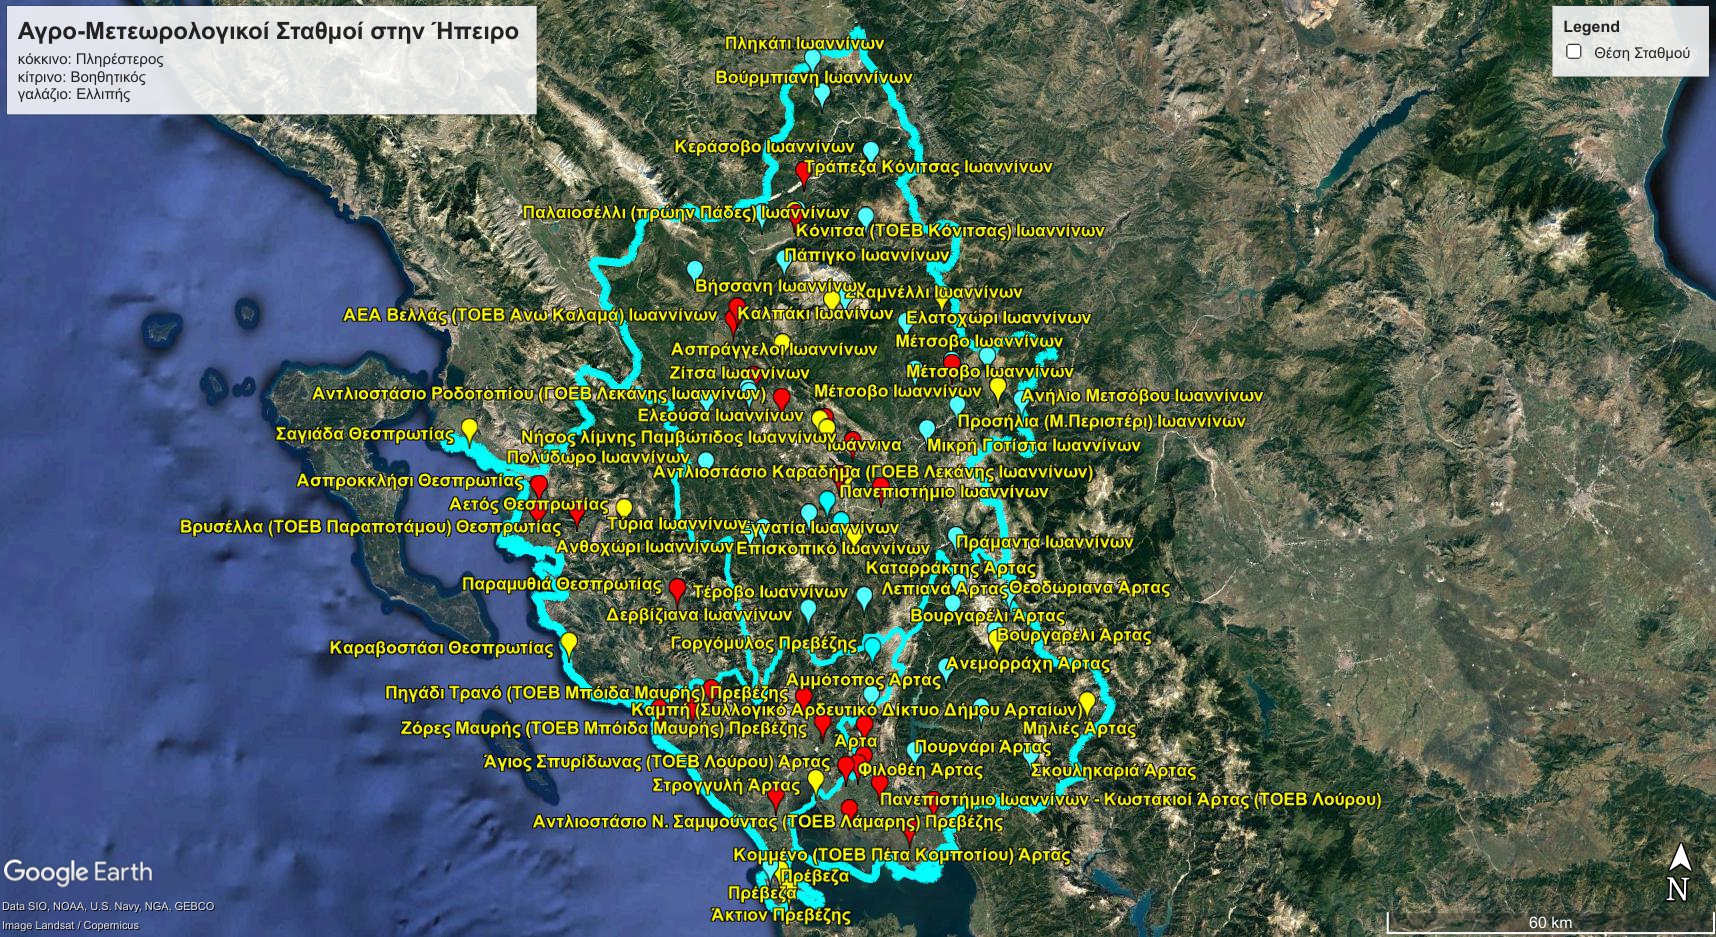 Αγρο-Μετεωρολογικοί Σταθμοί στην Ήπειρο
κόκκινο: Πληρέστερος
κίτρινο: Βοηθητικός
γαλάζιο: Ελλιπής
Legend
Θέση Σταθμού
Πληκάτι Ιωαννίνων
Βούρμπιανη Ιωαννίνων
Κεράσοβο Ιωαννίνων
Τράπεζα Κόνιτσας Ιωαννίνων
Παλαιοσέλλι (πρώην Πάδες) Ιωαννίνων
Κόνιτσα (ΤΟΕΒ Κόνιτσας) Ιωαννίνων
Πάπιγκο Ιωαννίνων
Βήσσανη Ιωαννίνων
Σκαμνέλλι Ιωαννίνων
ΑΕΑ Βελλάς (ΤΟΕΒ Άνω Καλαμά) Ιωαννίνων
Καλπάκι Ιωανίνων
Ελατοχώρι Ιωαννίνων
Ασπράγγελοι Ιωαννίνων
Μέτσοβο Ιωαννίνων
Ζίτσα Ιωαννίνων
Μέτσοβο Ιωαννίνων
Αντλιοστάσιο Ροδοτοπίου (ΓΟΕΒ Λεκάνης Ιωαννίνων)
Μέτσοβο Ιωαννίνων
Ανήλιο Μετσόβου Ιωαννίνων
Ελεούσα Ιωαννίνων
Προσήλια (Μ.Περιστέρι) Ιωαννίνων
Σαγιάδα Θεσπρωτίας
Νήσος λίμνης Παμβώτιδος Ιωαννίνων
Ιωάννινα
Μικρή Γοτίστα Ιωαννίνων
Πολύδωρο Ιωαννίνων
Αντλιοστάσιο Καραδήμα (ΓΟΕΒ Λεκάνης Ιωαννίνων)
Ασπροκκλήσι Θεσπρωτίας
Πανεπιστήμιο Ιωαννίνων
Αετός Θεσπρωτίας
Βρυσέλλα (ΤΟΕΒ Παραποτάμου) Θεσπρωτίας
Τύρια Ιωαννίνων
Εγνατία Ιωαννίνων
Ανθοχώρι Ιωαννίνων
Επισκοπικό Ιωαννίνων
Πράμαντα Ιωαννίνων
Καταρράκτης Άρτας
Παραμυθιά Θεσπρωτίας
Τέροβο Ιωαννίνων
Λεπιανά Άρτας
Θεοδώριανα Άρτας
Δερβίζιανα Ιωαννίνων
Βουργαρέλι Άρτας
Βουργαρέλι Άρτας
Γοργόμυλος Πρεβέζης
Καραβοστάσι Θεσπρωτίας
Ανεμορράχη Άρτας
Αμμότοπος Άρτας
Πηγάδι Τρανό (ΤΟΕΒ Μπόιδα Μαυρής) Πρεβέζης
Καμπή (Συλλογικό Αρδευτικό Δίκτυο Δήμου Αρταίων)
Ζόρες Μαυρής (ΤΟΕΒ Μπόιδα Μαυρής) Πρεβέζης
Μηλιές Άρτας
Άρτα
Πουρνάρι Άρτας
Άγιος Σπυρίδωνας (ΤΟΕΒ Λούρου) Άρτας
Φιλοθέη Άρτας
Σκουληκαριά Άρτας
Στρογγυλή Άρτας
Πανεπιστήμιο Ιωαννίνων - Κωστακιοί Άρτας (ΤΟΕΒ Λούρου)
Αντλιοστάσιο Ν. Σαμψούντας (ΤΟΕΒ Λάμαρης) Πρεβέζης
Κομμένο (ΤΟΕΒ Πέτα Κομποτίου) Άρτας
Πρέβεζα
Πρέβεζα
Άκτιον Πρεβέζης
Google Earth
Data SIO, NOAA, U.S. Navy, NGA, GEBCO
Image Landsat / Copernicus
N
60 km